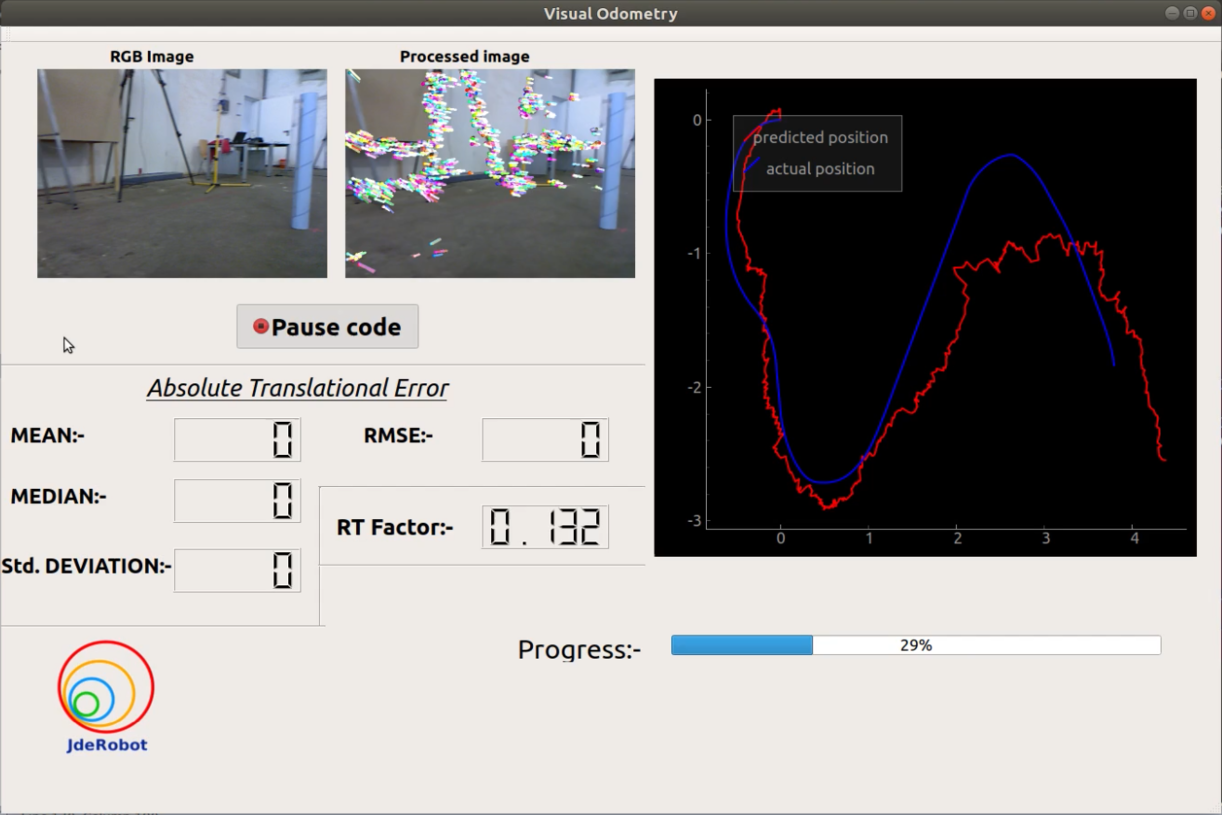 Visual Odometry
RGB Image
Processed image
Pause code
Absolute Translational Error
MEAN:-
0
RMSE:-
0
MEDIAN:-
0
RT Factor:-
0.132
Std. DEVIATION:-
0
predicted position
actual position
0
-1
-2
-3
0
1
2
3
4
Progress:-
29%
JdeRobot